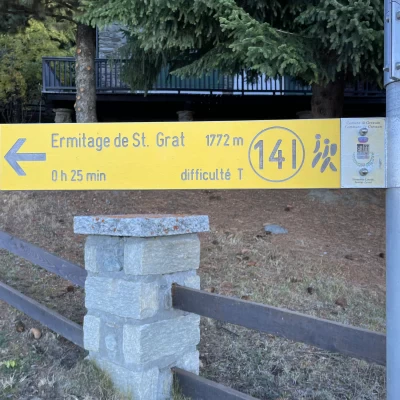 Ermitage de St. Grat 1772 m
0 h 25 min difficulté T
141